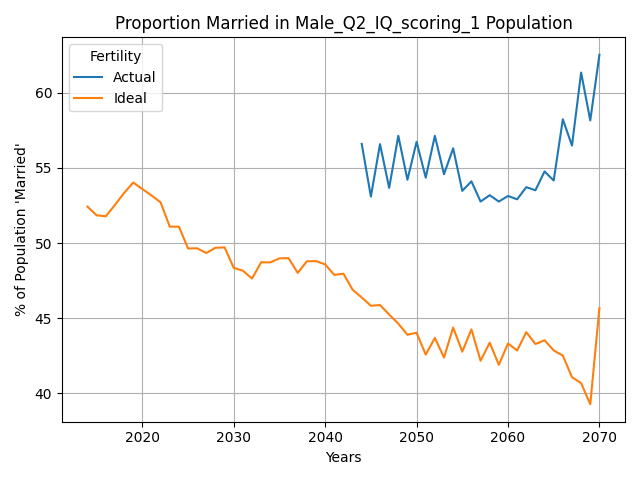 Proportion Married in Male_Q2_IQ_scoring_1 Population
Fertility
Actual
Ideal
% of Population 'Married'
60
55
50
45
40
2020 2030 2040 2050 2060 2070
Years